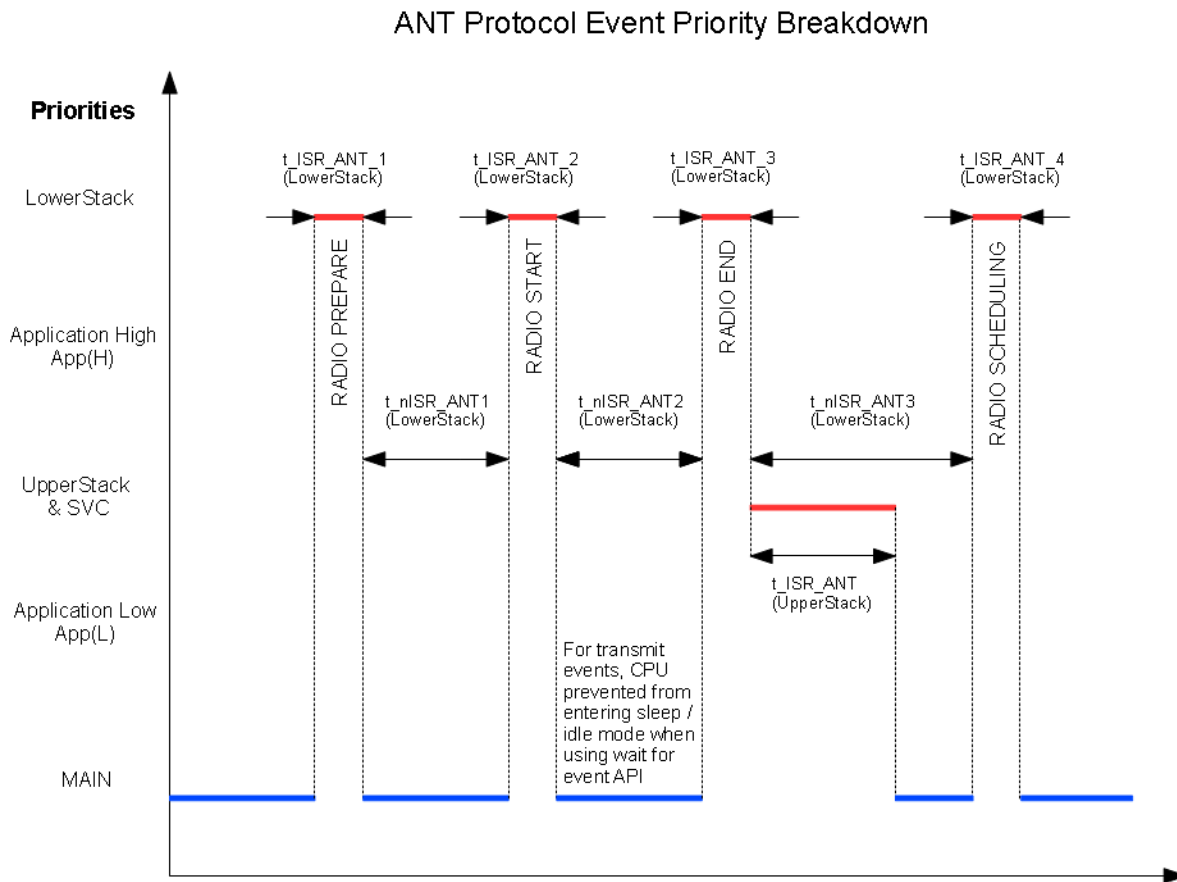 ANT Protocol Event Priority Breakdown
Priorities
t_ISR_ANT_1
(LowerStack)
t_ISR_ANT_2
(LowerStack)
t_ISR_ANT_3
(LowerStack)
t_ISR_ANT_4
(LowerStack)
LowerStack
RADIO PREPARE
RADIO START
RADIO END
RADIO SCHEDULING
Application High
App(H)
t_nISR_ANT1
(LowerStack)
t_nISR_ANT2
(LowerStack)
t_nISR_ANT3
(LowerStack)
UpperStack
& SVC
t_ISR_ANT
(UpperStack)
Application Low
App(L)
For transmit
events, CPU
prevented from
entering sleep /
idle mode when
using wait for
event API
MAIN